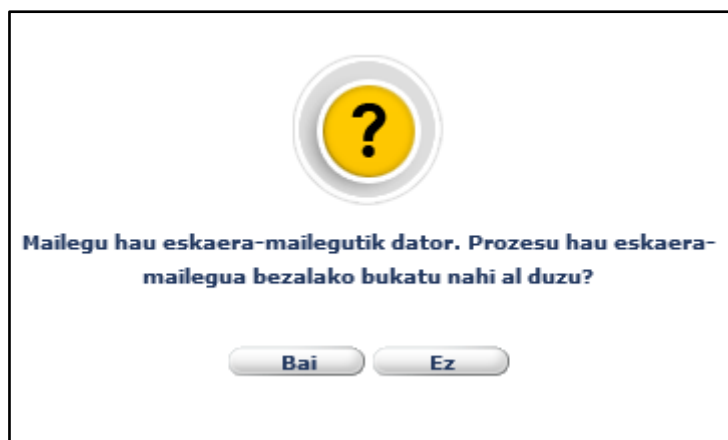 ?
Mailegu hau eskaera-mailegutik dator. Prozesu hau eskaera-
mailegua bezalako bukatu nahi al duzu?
Bai Ez